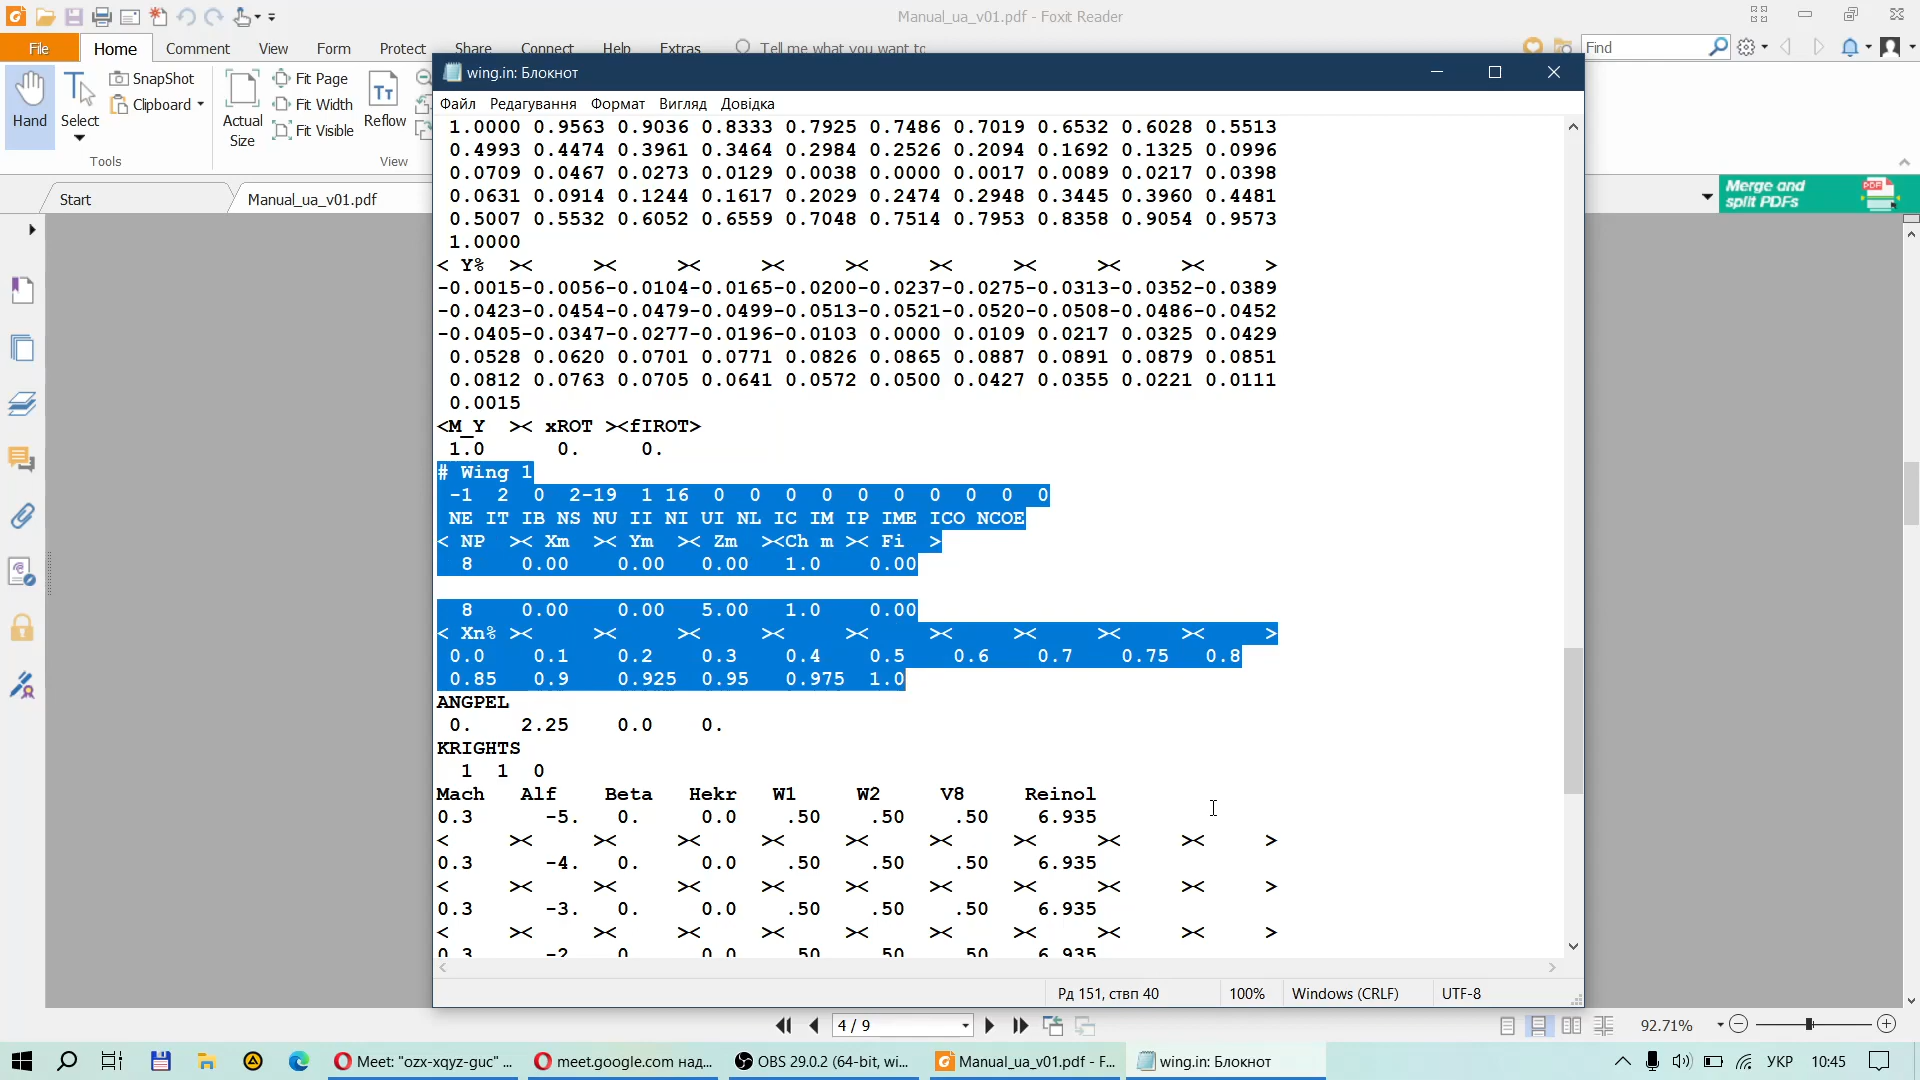 Manual_ua_v01.pdf - Foxit Reader
File Home Comment View Form Protect Share Connect Help Extras Tell me what you want to Find
Hand
Select
SnapShot
Clipboard
Actual Size
Fit Page
Fit Width
Fit Visible
Reflow
Tools
View
Start
Manual_ua_v01.pdf
Merge and split PDFs
PDF
wing.in: Блокнот
Файл Редагування Формат Вигляд Довідка
1.0000 0.9563 0.9036 0.8333 0.7925 0.7486 0.7019 0.6532 0.6028 0.5513
0.4993 0.4474 0.3961 0.3464 0.2984 0.2526 0.2094 0.1692 0.1325 0.0996
0.0709 0.0467 0.0273 0.0129 0.0038 0.0000 0.0017 0.0089 0.0217 0.0398
0.0631 0.0914 0.1244 0.1617 0.2029 0.2474 0.2948 0.3445 0.3960 0.4481
0.5007 0.5532 0.6052 0.6559 0.7048 0.7514 0.7953 0.8358 0.9054 0.9573
1.0000
< Y% >< >< >< >< >< >< >< >< >
-0.0015-0.0056-0.0104-0.0165-0.0200-0.0237-0.0275-0.0313-0.0352-0.0389
-0.0423-0.0454-0.0479-0.0499-0.0513-0.0521-0.0520-0.0508-0.0486-0.0452
-0.0405-0.0347-0.0277-0.0196-0.0103 0.0000 0.0109 0.0217 0.0325 0.0429
0.0528 0.0620 0.0701 0.0771 0.0826 0.0865 0.0887 0.0891 0.0879 0.0851
0.0812 0.0763 0.0705 0.0641 0.0572 0.0500 0.0427 0.0355 0.0221 0.0111
0.0015
<M_Y >< xROT ><fIROT>
1.0 0. 0.
# Wing 1
-1 2 0 2-19 1 16 0 0 0 0 0 0 0 0 0 0
NE IT IB NS NU II NI UI NL IC IM IP IME ICO NCOE
< NP >< Xm >< Ym >< Zm ><Ch m >< Fi >
8 0.00 0.00 0.00 1.0 0.00
8 0.00 0.00 5.00 1.0 0.00
< Xn% >< >< >< >< >< >< >< >< >
0.0 0.1 0.2 0.3 0.4 0.5 0.6 0.7 0.75 0.8
0.85 0.9 0.925 0.95 0.975 1.0
ANGPEL
0. 2.25 0.0 0.
KRIGHTS
1 1 0
Mach Alf Beta Hekr W1 W2 V8 Reinol
0.3 -5. 0. 0.0 .50 .50 .50 6.935
< >< >< >< >< >< >< >< >< >
0.3 -4. 0. 0.0 .50 .50 .50 6.935
< >< >< >< >< >< >< >< >< >
0.3 -3. 0. 0.0 .50 .50 .50 6.935
< >< >< >< >< >< >< >< >< >
0.3 -2. 0. 0.0 .50 .50 .50 6.935
Рд 151, ствп 40 100% Windows (CRLF) UTF-8
4 / 9
92.71%
Meet: "ozx-xqyz-guc" ... meet.google.com над... OBS 29.0.2 (64-bit, wi... Manual_ua_v01.pdf - F... wing.in: Блокнот УКР 10:45